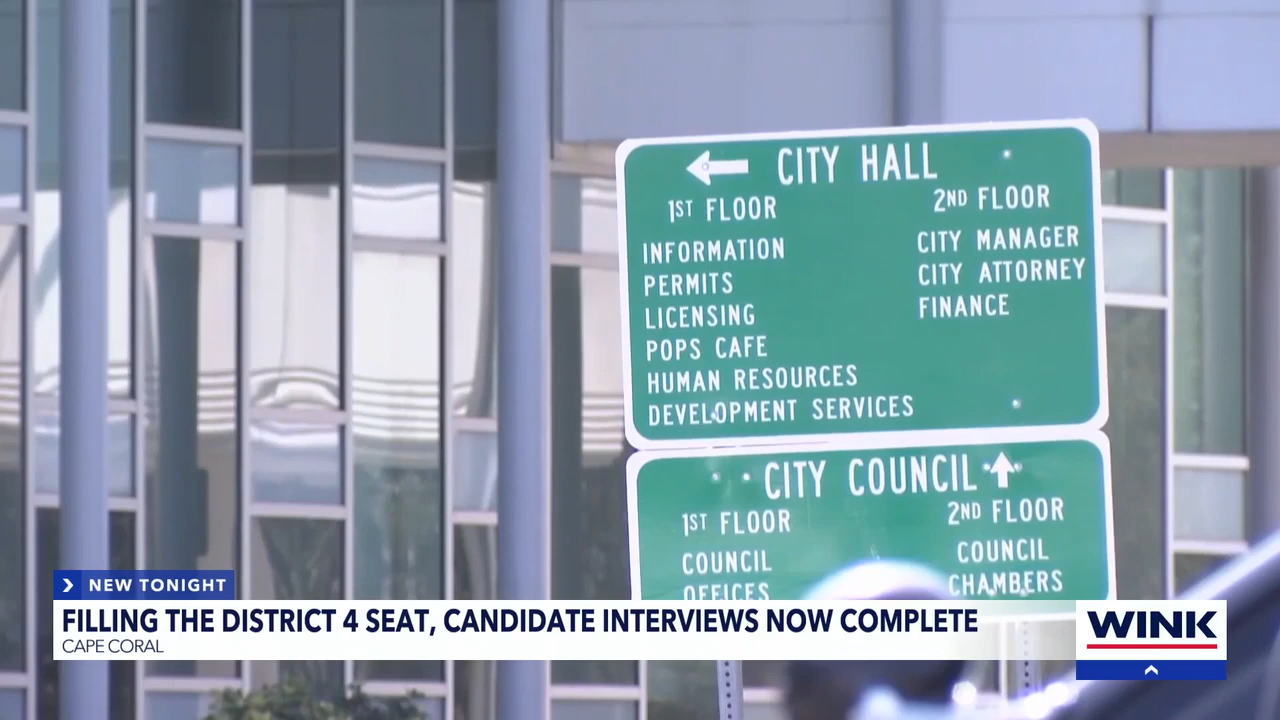 ← CITY HALL
1ST FLOOR 2ND FLOOR
INFORMATION CITY MANAGER
PERMITS CITY ATTORNEY
LICENSING FINANCE
POPS CAFE
HUMAN RESOURCES
DEVELOPMENT SERVICES
CITY COUNCIL ↑
1ST FLOOR 2ND FLOOR
COUNCIL COUNCIL
OFFICES CHAMBERS
NEW TONIGHT
FILLING THE DISTRICT 4 SEAT, CANDIDATE INTERVIEWS NOW COMPLETE
CAPE CORAL
WINK